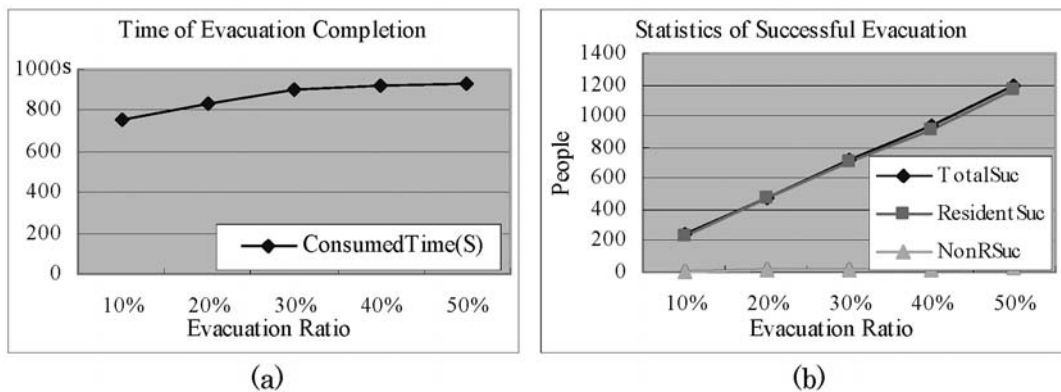 Time of Evacuation Completion
1000s
800
600
400
200
0
ConsumedTime(S)
10% 20% 30% 40% 50%
Evacuation Ratio
(a)
Statistics of Successful Evacuation
1400
1200
1000
800
600
400
200
0
People
TotalSuc
ResidentSuc
NonRSuc
10% 20% 30% 40% 50%
Evacuation Ratio
(b)